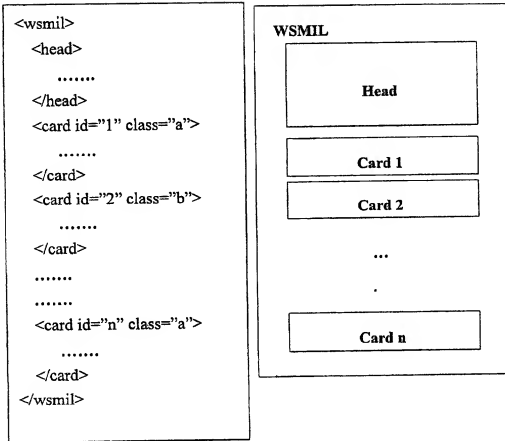 <wsmil>
<head>
.......
</head>
<card id="1" class="a">
.......
</card>
<card id="2" class="b">
.......
</card>
.......
.......
<card id="n" class="a">
.......
</card>
</wsmil>
WSMIL
Head
Card 1
Card 2
...
.
Card n